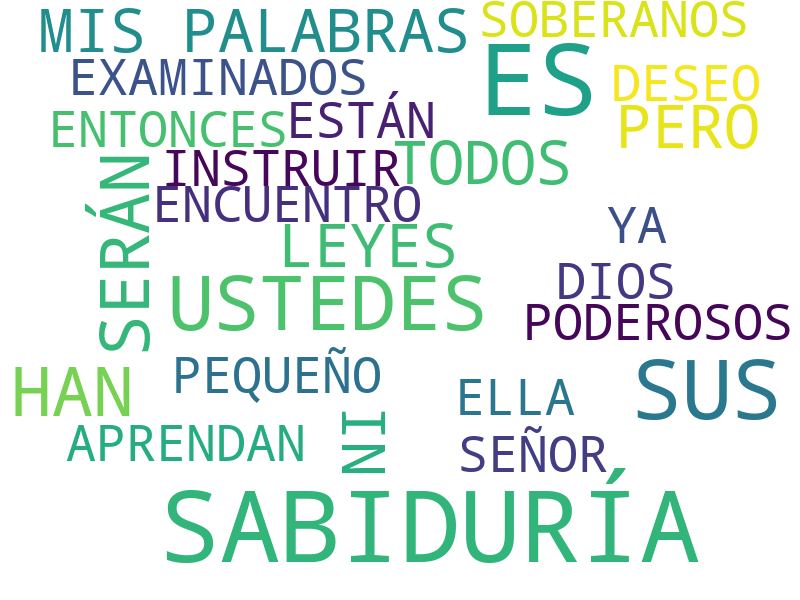 MIS PALABRAS
SOBERANOS
EXAMINADOS
ES
DESEO
ENTONCES
ESTÁN
PERO
INSTRUIR
TODOS
SERÁN
ENCUENTRO
YA
LEYES
DIOS
USTEDES
PODEROSOS
HAN
PEQUEÑO
ELLA
SUS
APRENDAN
NI
SEÑOR
SABIDURÍA